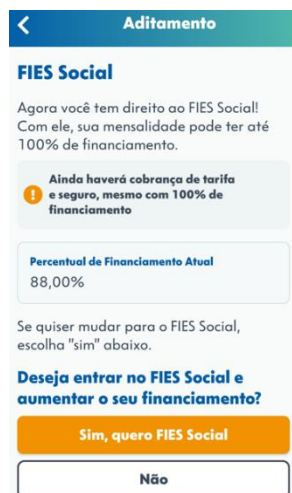 Aditamento
FIES Social
Agora você tem direito ao FIES Social!
Com ele, sua mensalidade pode ter até
100% de financiamento.
Ainda haverá cobrança de tarifa
e seguro, mesmo com 100% de
financiamento
Percentual de Financiamento Atual
88,00%
Se quiser mudar para o FIES Social,
escolha "sim" abaixo.
Deseja entrar no FIES Social e
aumentar o seu financiamento?
Sim, quero FIES Social
Não